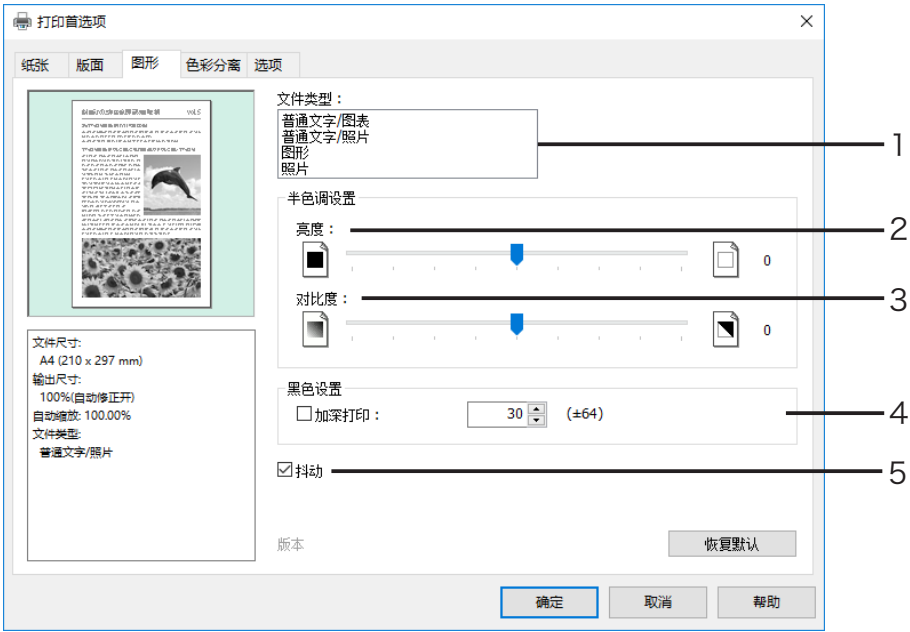 打印首选项
纸张 版面 图形 色彩分离 选项
vol.5
文件类型：
普通文字/图表
普通文字/照片
图形
照片
1
半色调设置
亮度：
2
0
对比度：
3
0
文件尺寸:
A4 (210 x 297 mm)
输出尺寸:
100%(自动修正开)
自动缩放: 100.00%
文件类型:
普通文字/照片
黑色设置
加深打印： 30 (±64)
4
抖动
5
版本
恢复默认
确定 取消 帮助